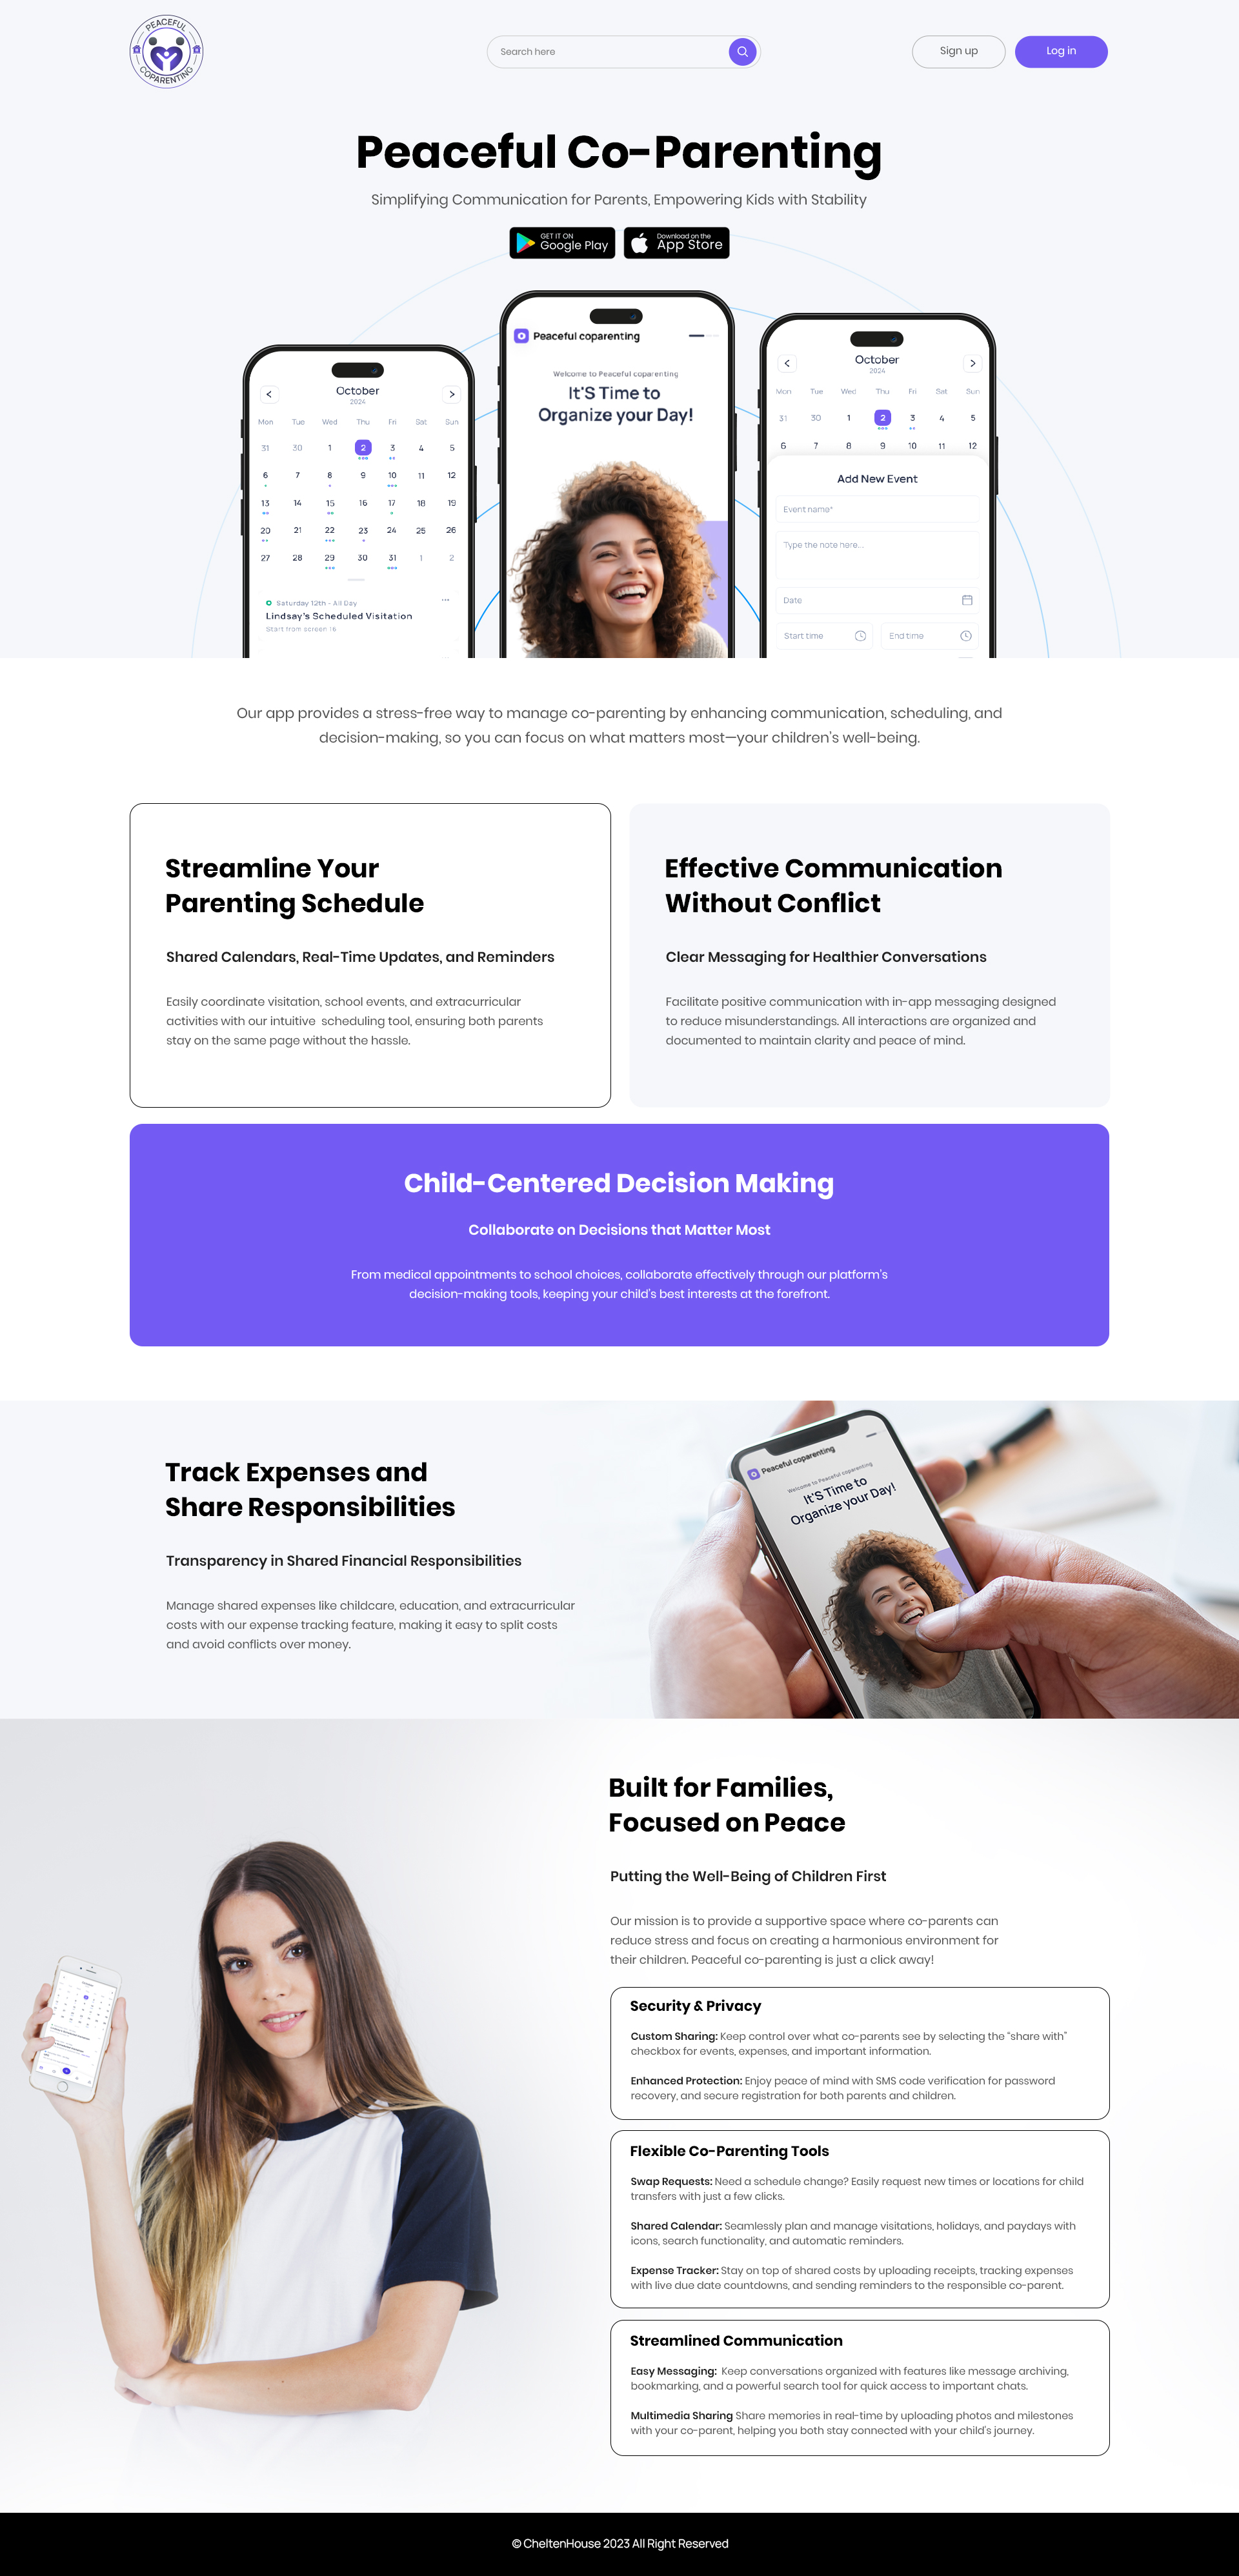 PEACEFUL
COPARENTING
Search here
Sign up
Log in
Peaceful Co-Parenting
Simplifying Communication for Parents, Empowering Kids with Stability
GET IT ON
Google Play
Download on the
App Store
October
2024
Mon Tue Wed Thu Fri Sat Sun
31 30 1 2 3 4 5
6 7 8 9 10 11 12
13 14 15 16 17 18 19
20 21 22 23 24 25 26
27 28 29 30 31 1 2
Saturday 12th - All Day
Lindsay's Scheduled Visitation
Start from screen 16
Peaceful coparenting
Welcome to Peaceful coparenting
It'S Time to
Organize your Day!
October
2024
Mon Tue Wed Thu Fri Sat Sun
31 30 1 2 3 4 5
6 7 8 9 10 11 12
Add New Event
Event name*
Type the note here...
Date
Start time
End time
Our app provides a stress-free way to manage co-parenting by enhancing communication, scheduling, and
decision-making, so you can focus on what matters most—your children's well-being.
Streamline Your
Parenting Schedule
Shared Calendars, Real-Time Updates, and Reminders
Easily coordinate visitation, school events, and extracurricular
activities with our intuitive  scheduling tool, ensuring both parents
stay on the same page without the hassle.
Effective Communication
Without Conflict
Clear Messaging for Healthier Conversations
Facilitate positive communication with in-app messaging designed
to reduce misunderstandings. All interactions are organized and
documented to maintain clarity and peace of mind.
Child-Centered Decision Making
Collaborate on Decisions that Matter Most
From medical appointments to school choices, collaborate effectively through our platform's
decision-making tools, keeping your child's best interests at the forefront.
Track Expenses and
Share Responsibilities
Transparency in Shared Financial Responsibilities
Manage shared expenses like childcare, education, and extracurricular
costs with our expense tracking feature, making it easy to split costs
and avoid conflicts over money.
Peaceful coparenting
Welcome to Peaceful coparenting
It'S Time to
Organize your Day!
Built for Families,
Focused on Peace
Putting the Well-Being of Children First
Our mission is to provide a supportive space where co-parents can
reduce stress and focus on creating a harmonious environment for
their children. Peaceful co-parenting is just a click away!
Security & Privacy
Custom Sharing: Keep control over what co-parents see by selecting the "share with"
checkbox for events, expenses, and important information.
Enhanced Protection: Enjoy peace of mind with SMS code verification for password
recovery, and secure registration for both parents and children.
Flexible Co-Parenting Tools
Swap Requests: Need a schedule change? Easily request new times or locations for child
transfers with just a few clicks.
Shared Calendar: Seamlessly plan and manage visitations, holidays, and paydays with
icons, search functionality, and automatic reminders.
Expense Tracker: Stay on top of shared costs by uploading receipts, tracking expenses
with live due date countdowns, and sending reminders to the responsible co-parent.
Streamlined Communication
Easy Messaging:  Keep conversations organized with features like message archiving,
bookmarking, and a powerful search tool for quick access to important chats.
Multimedia Sharing Share memories in real-time by uploading photos and milestones
with your co-parent, helping you both stay connected with your child's journey.
© CheltenHouse 2023 All Right Reserved